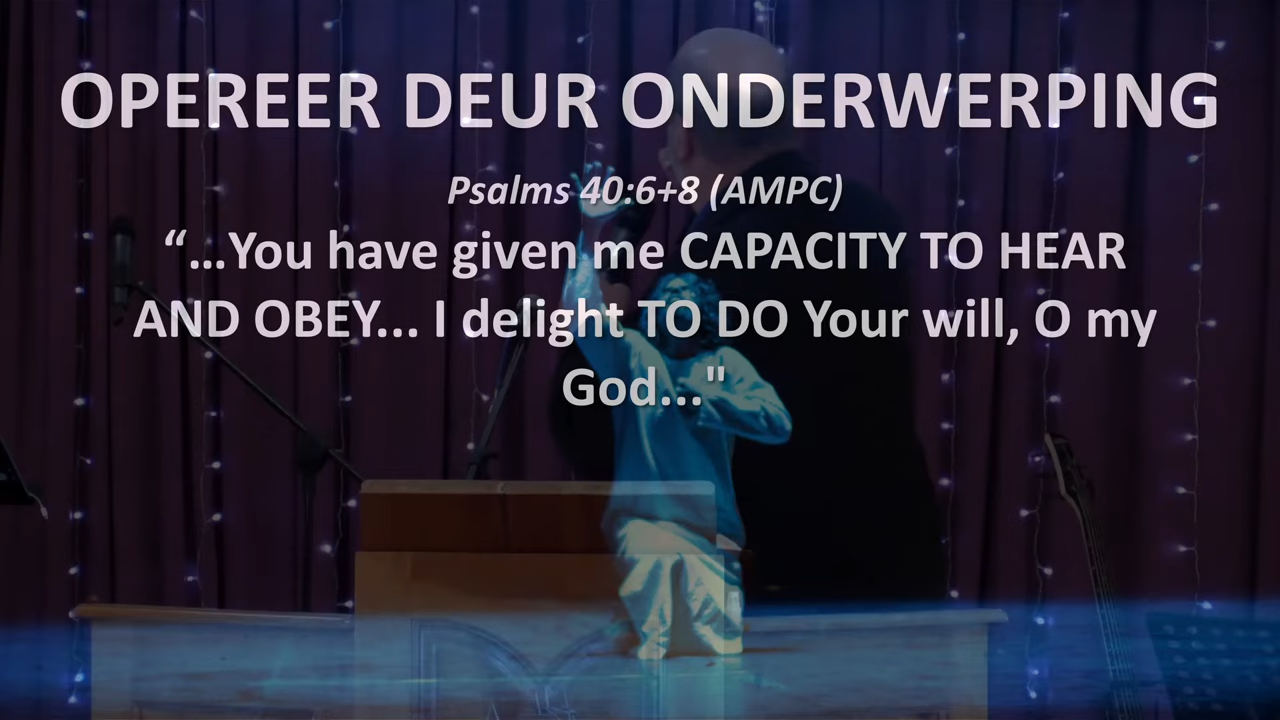 OPEREER DEUR ONDERWERPING
Psalms 40:6+8 (AMPC)
“…You have given me CAPACITY TO HEAR
AND OBEY... I delight TO DO Your will, O my
God..."